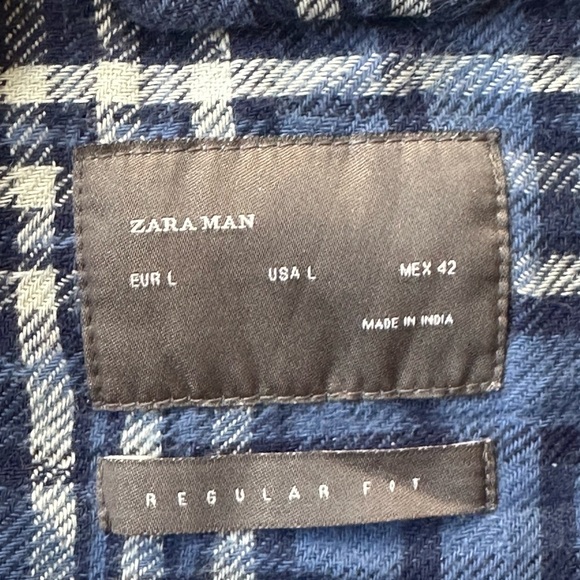 ZARA MAN
EUR L USA L MEX 42
MADE IN INDIA
REGULAR FIT